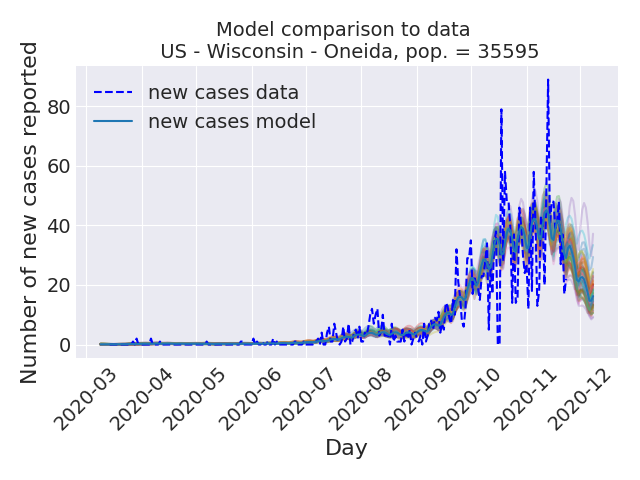 Model comparison to data
US - Wisconsin - Oneida, pop. = 35595
Number of new cases reported
80
60
40
20
0
new cases data
new cases model
2020-03
2020-04
2020-05
2020-06
2020-07
2020-08
2020-09
2020-10
2020-11
2020-12
Day